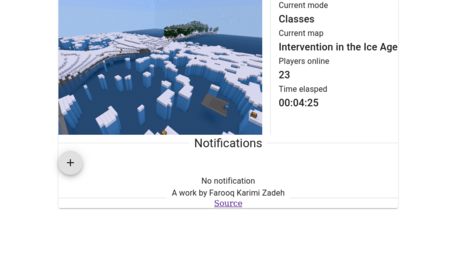 Current mode
Classes
Current map
Intervention in the Ice Age
Players online
23
Time elasped
00:04:25
Notifications
+
No notification
A work by Farooq Karimi Zadeh
Source